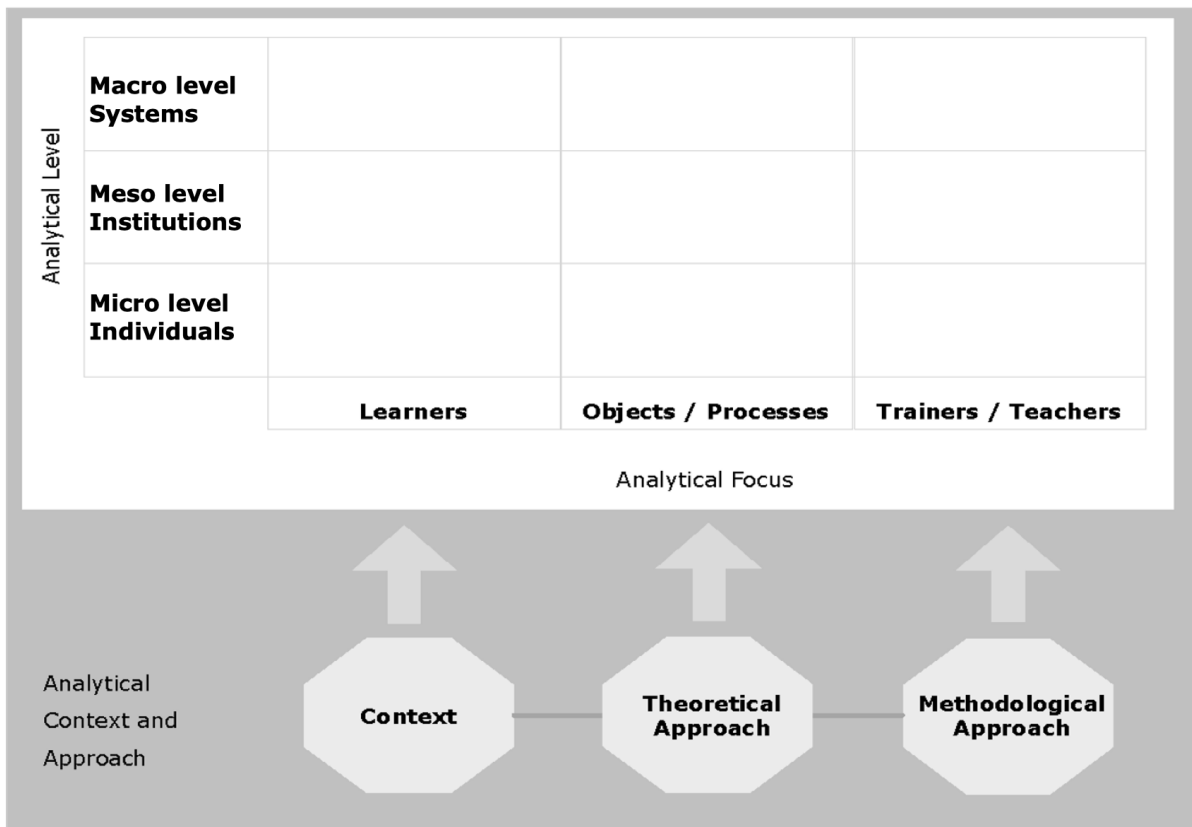 Analytical Level
Macro level
Systems
Meso level
Institutions
Micro level
Individuals
Learners
Objects / Processes
Trainers / Teachers
Analytical Focus
Analytical
Context and
Approach
Context
Theoretical
Approach
Methodological
Approach